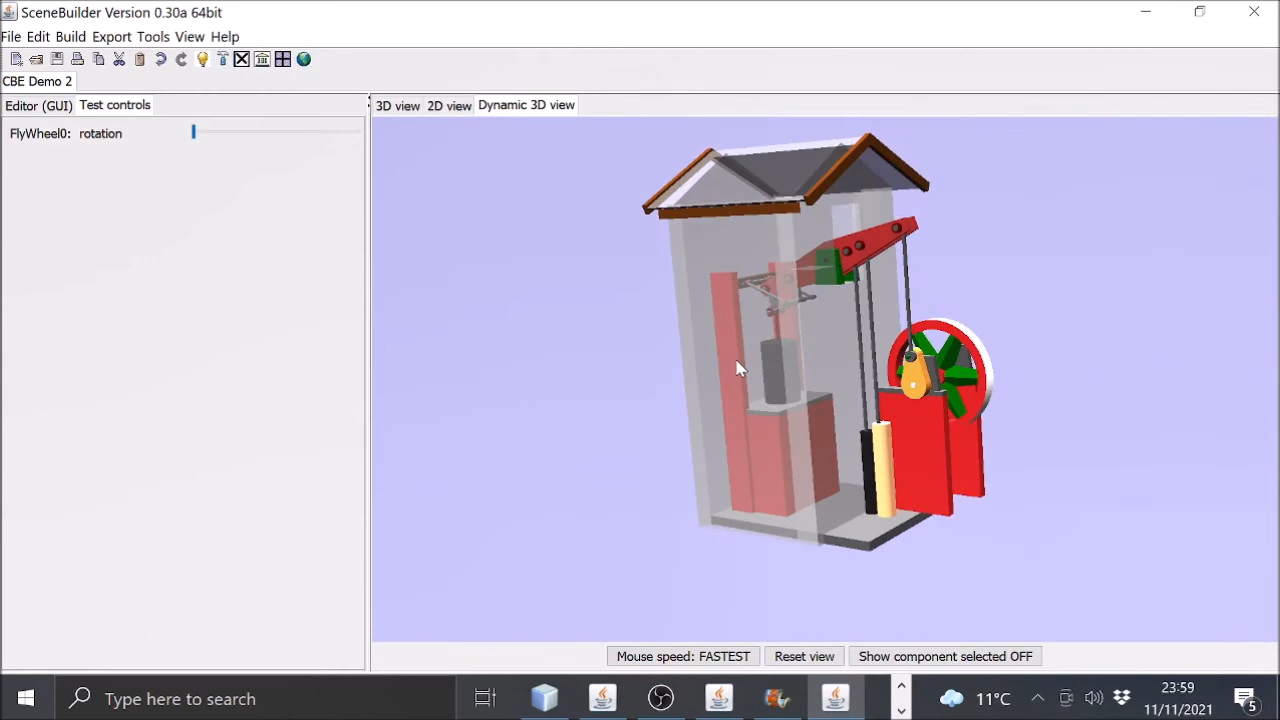 SceneBuilder Version 0.30a 64bit
File Edit Build Export Tools View Help
CBE Demo 2
Editor (GUI) Test controls
3D view 2D view Dynamic 3D view
FlyWheel0: rotation
Mouse speed: FASTEST Reset view Show component selected OFF
Type here to search
11°C
23:59
11/11/2021
5